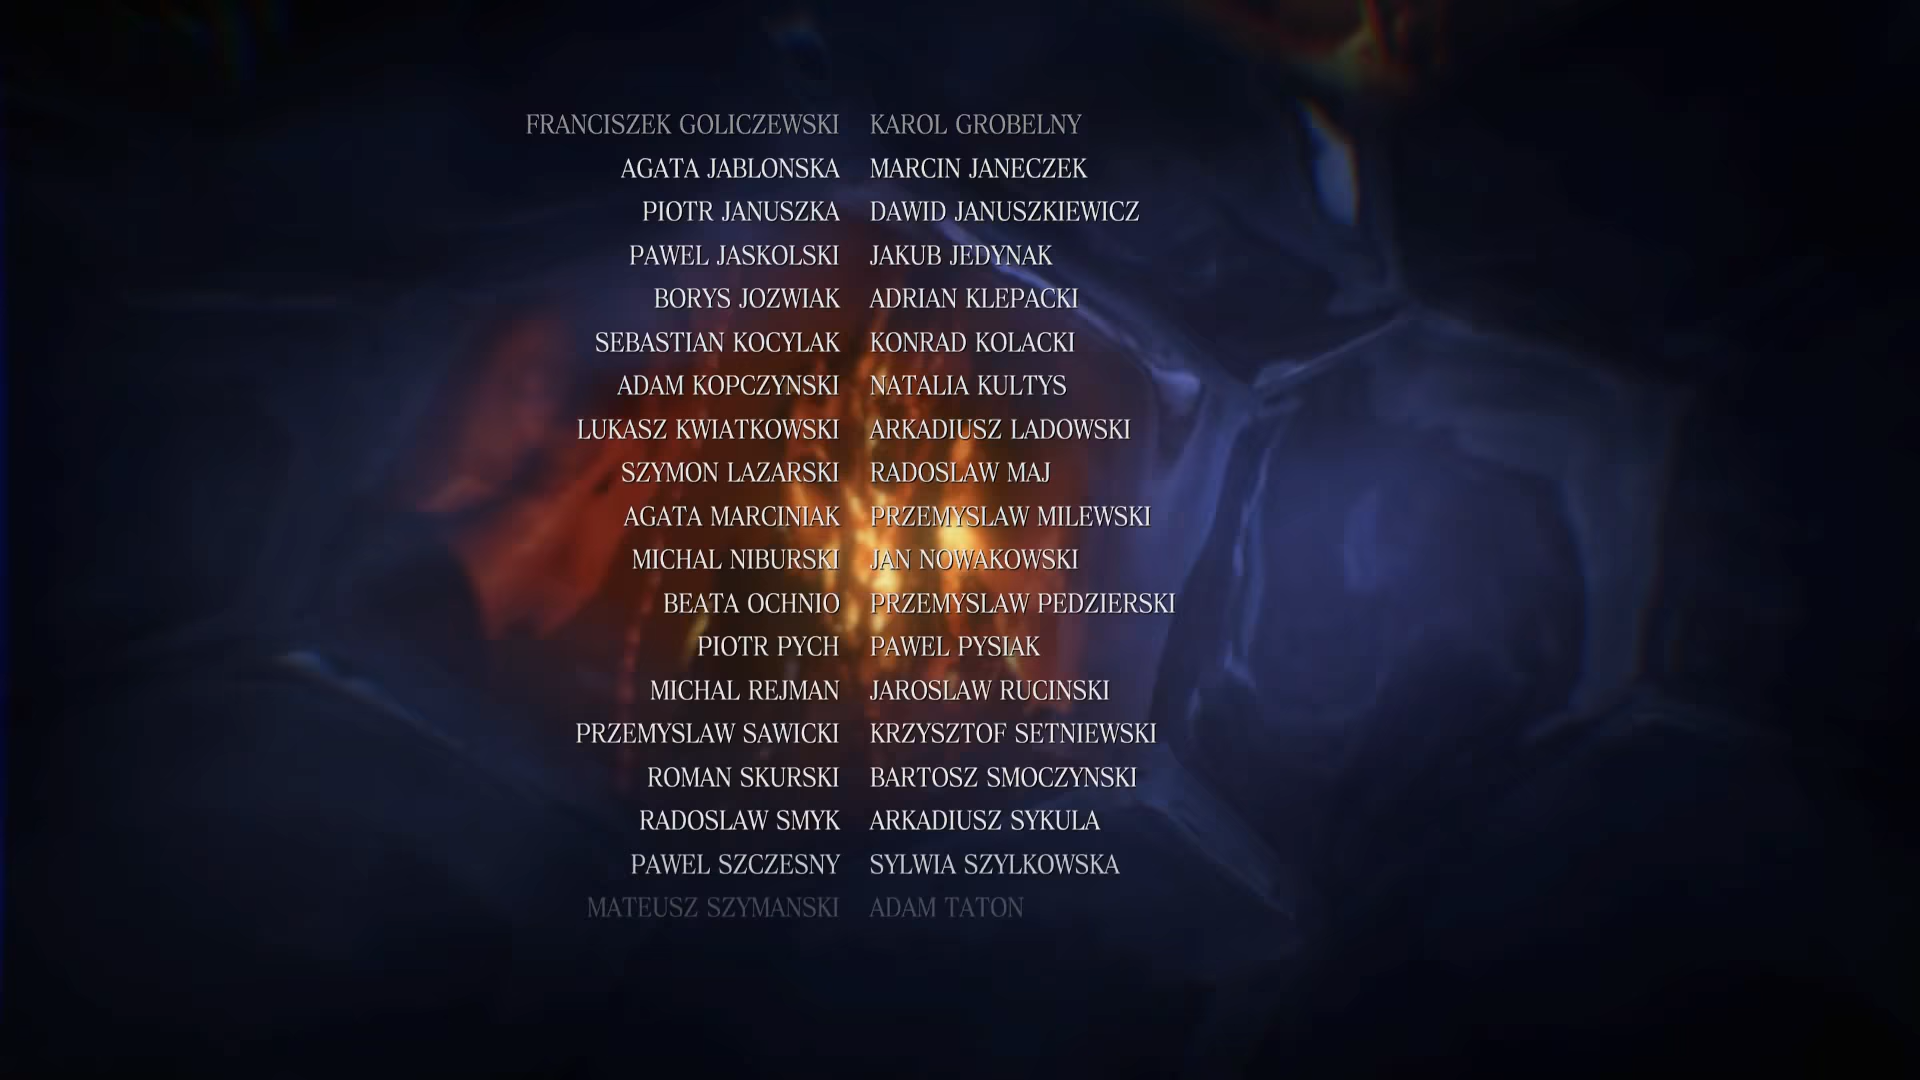 FRANCISZEK GOLICZEWSKI KAROL GROBELNY
AGATA JABLONSKA MARCIN JANECZEK
PIOTR JANUSZKA DAWID JANUSZKIEWICZ
PAWEL JASKOLSKI JAKUB JEDYNAK
BORYS JOZWIAK ADRIAN KLEPACKI
SEBASTIAN KOCYLAK KONRAD KOLACKI
ADAM KOPCZYNSKI NATALIA KULTYS
LUKASZ KWIATKOWSKI ARKADIUSZ LADOWSKI
SZYMON LAZARSKI RADOSLAW MAJ
AGATA MARCINIAK PRZEMYSLAW MILEWSKI
MICHAL NIBURSKI JAN NOWAKOWSKI
BEATA OCHNIO PRZEMYSLAW PEDZIERSKI
PIOTR PYCH PAWEL PYSIAK
MICHAL REJMAN JAROSLAW RUCINSKI
PRZEMYSLAW SAWICKI KRZYSZTOF SETNIEWSKI
ROMAN SKURSKI BARTOSZ SMOCZYNSKI
RADOSLAW SMYK ARKADIUSZ SYKULA
PAWEL SZCZESNY SYLWIA SZYLKOWSKA
MATEUSZ SZYMANSKI ADAM TATON